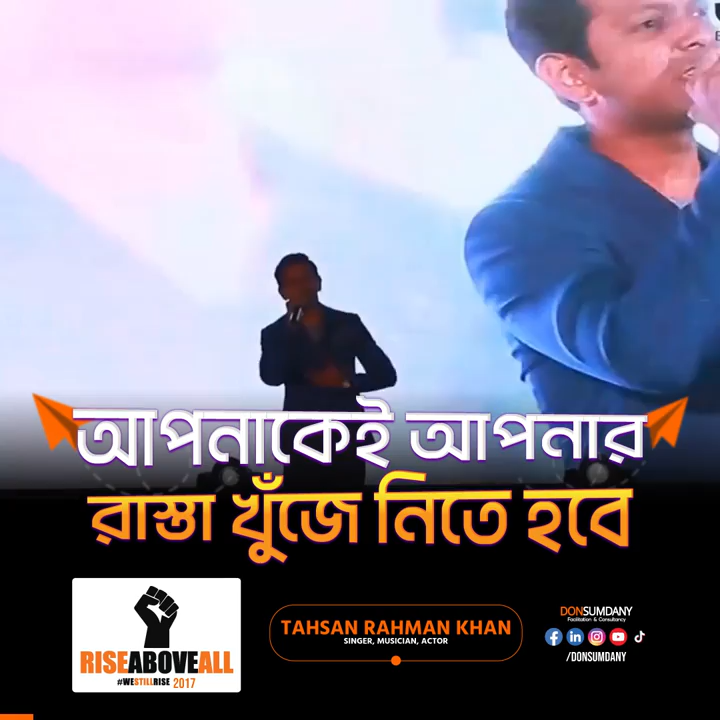 আপনাকেই আপনার
রাস্তা খুঁজে নিতে হবে
RISEABOVEALL
#WESTILLRISE 2017
TAHSAN RAHMAN KHAN
SINGER, MUSICIAN, ACTOR
DONSUMDANY
Facilitation & Consultancy
/DONSUMDANY